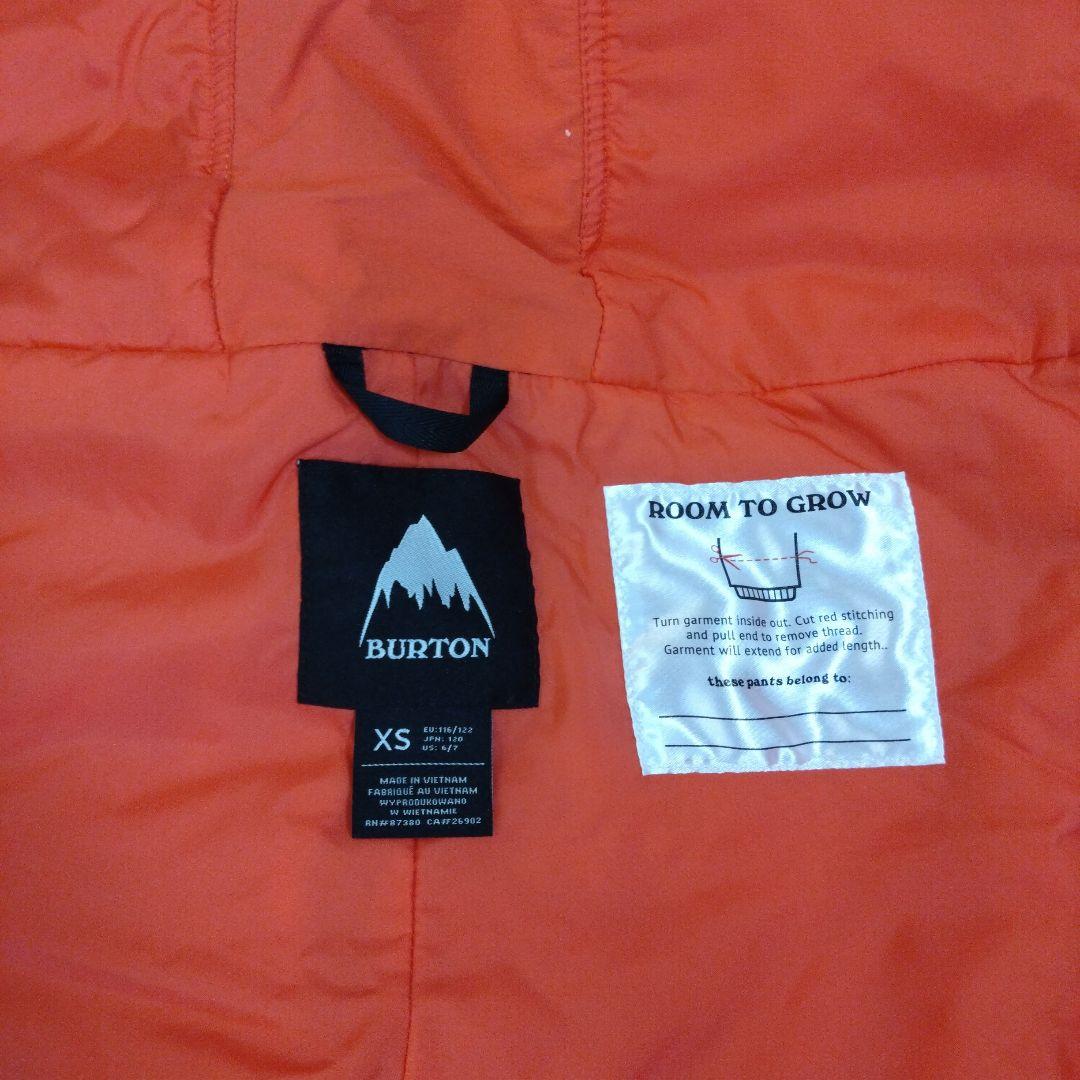 BURTON
XS
EU:116/122
JPN: 120
US: 6/7
MADE IN VIETNAM
FABRIQUÉ AU VIETNAM
WYPRODUKOWANO
W WIETNAMIE
RN#87380 CA#26902
ROOM TO GROW
Turn garment inside out. Cut red stitching
and pull end to remove thread.
Garment will extend for added length..
these pants belong to: